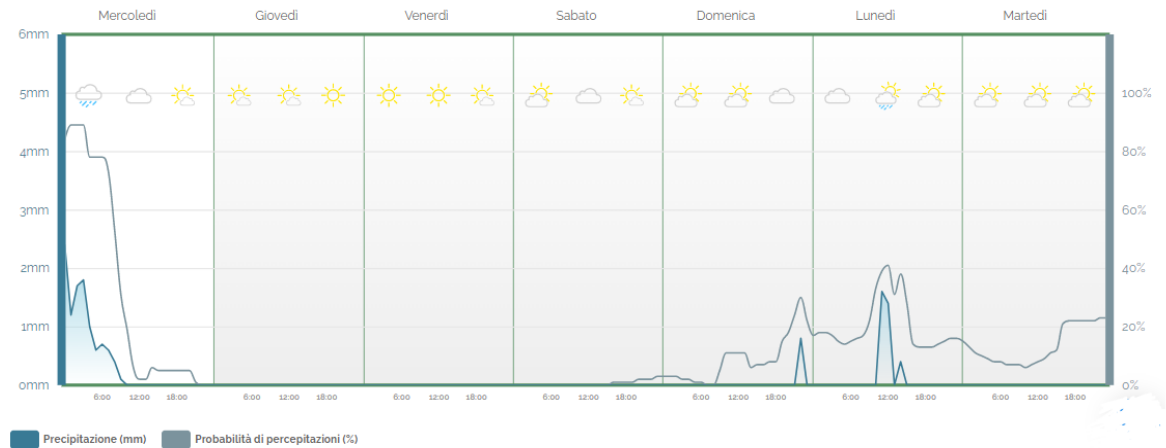 Mercoledì Giovedì Venerdì Sabato Domenica Lunedì Martedì
6mm
5mm 100%
4mm 80%
3mm 60%
2mm 40%
1mm 20%
0mm 0%
6:00 12:00 18:00 6:00 12:00 18:00 6:00 12:00 18:00 6:00 12:00 18:00 6:00 12:00 18:00 6:00 12:00 18:00 6:00 12:00 18:00
Precipitazione (mm) Probabilità di percepitazioni (%)